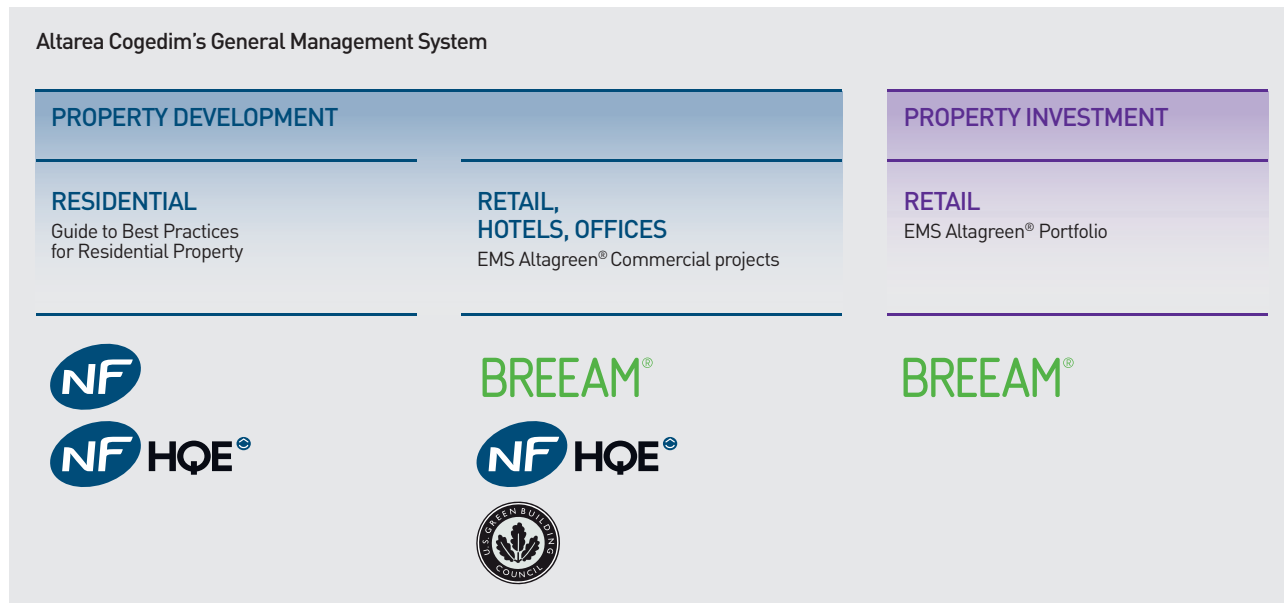 Altarea Cogedim's General Management System
PROPERTY DEVELOPMENT
RESIDENTIAL
Guide to Best Practices
for Residential Property
RETAIL,
HOTELS, OFFICES
EMS Altagreen® Commercial projects
PROPERTY INVESTMENT
RETAIL
EMS Altagreen® Portfolio
NF
NF HQE
BREEAM®
NF HQE
U.S. GREEN BUILDING COUNCIL
BREEAM®